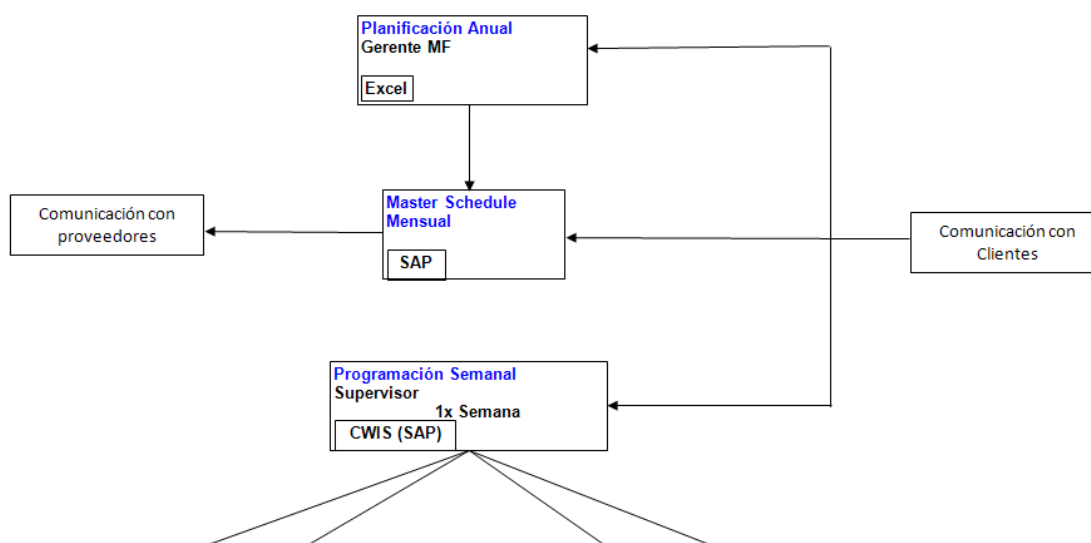 Planificación Anual
Gerente MF
Excel
Master Schedule
Mensual
SAP
Comunicación con
proveedores
Comunicación con
Clientes
Programación Semanal
Supervisor
1x Semana
CWIS (SAP)